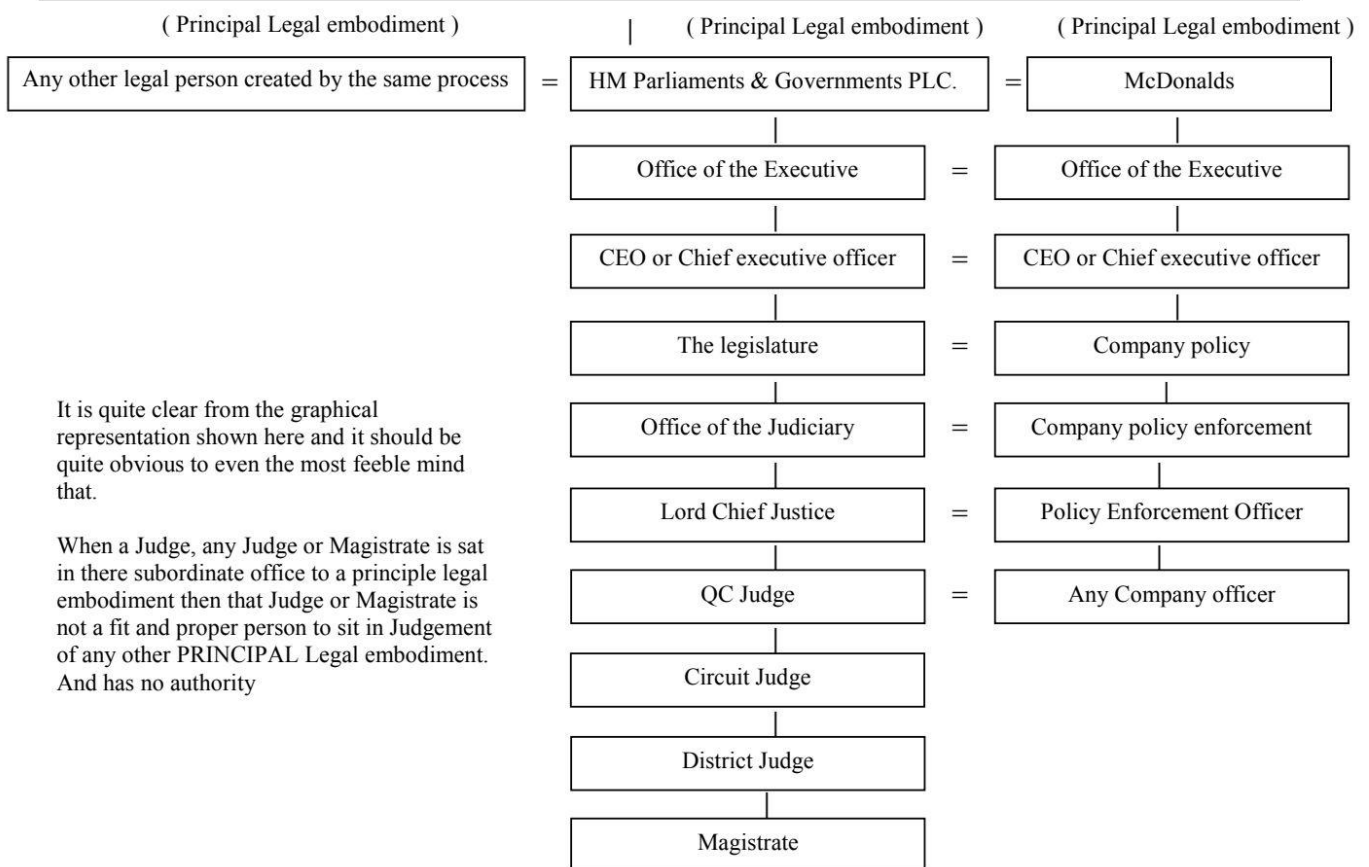 ( Principal Legal embodiment ) | ( Principal Legal embodiment ) ( Principal Legal embodiment )
Any other legal person created by the same process = HM Parliaments & Governments PLC. = McDonalds
Office of the Executive = Office of the Executive
CEO or Chief executive officer = CEO or Chief executive officer
The legislature = Company policy
Office of the Judiciary = Company policy enforcement
Lord Chief Justice = Policy Enforcement Officer
QC Judge = Any Company officer
Circuit Judge
District Judge
Magistrate
It is quite clear from the graphical
representation shown here and it should be
quite obvious to even the most feeble mind
that.
When a Judge, any Judge or Magistrate is sat
in there subordinate office to a principle legal
embodiment then that Judge or Magistrate is
not a fit and proper person to sit in Judgement
of any other PRINCIPAL Legal embodiment.
And has no authority